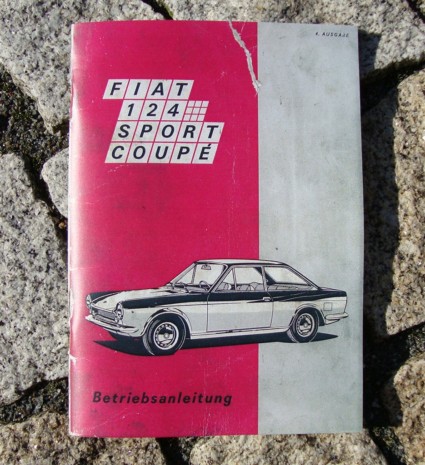 4. AUSGABE
FIAT
124
SPORT
COUPÉ
Betriebsanleitung